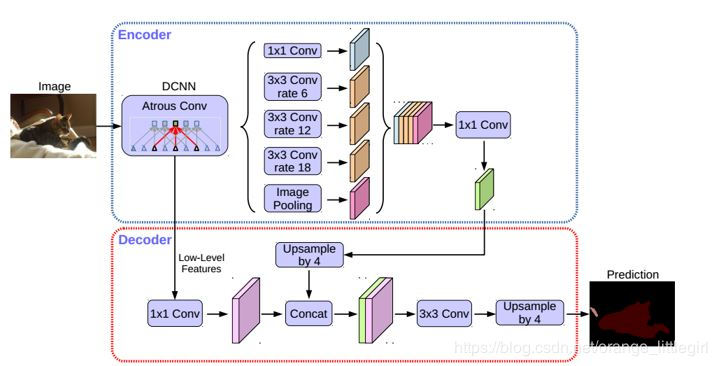 Encoder
Image
DCNN
Atrous Conv
1x1 Conv
3x3 Conv
rate 6
3x3 Conv
rate 12
3x3 Conv
rate 18
Image
Pooling
1x1 Conv
Decoder
Low-Level
Features
Upsample
by 4
1x1 Conv
Concat
3x3 Conv
Upsample
by 4
Prediction
https://blog.csdn.net/orange_littlegirl